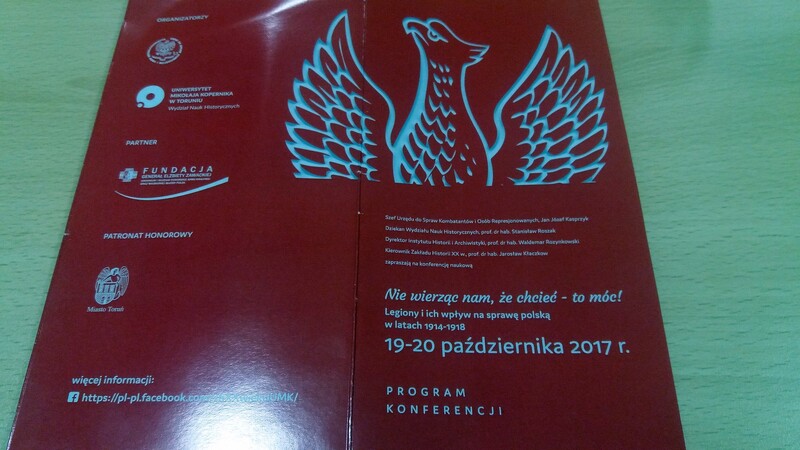 ORGANIZATORZY
UNIWERSYTET
MIKOŁAJA KOPERNIKA
W TORUNIU
Wydział Nauk Historycznych
PARTNER
FUNDACJA
GENERAŁ ELŻBIETY ZAWACKIEJ
PATRONAT HONOROWY
Miasto Toruń
więcej informacji:
https://pl-pl.facebook.com/
Szef Urzędu do Spraw Kombatantów i Osób Represjonowanych, Jan Józef Kasprzyk
Dziekan Wydziału Nauk Historycznych, prof. dr hab. Stanisław Roszak
Dyrektor Instytutu Historii i Archiwistyki, prof. dr hab. Waldemar Rozynkowski
Kierownik Zakładu Historii XX w., prof. dr hab. Jarosław Kłaczkow
zapraszają na konferencję naukową
Nie wierząc nam, że chcieć - to móc!
Legiony i ich wpływ na sprawę polską
w latach 1914-1918
19-20 października 2017 r.
PROGRAM
KONFERENCJI